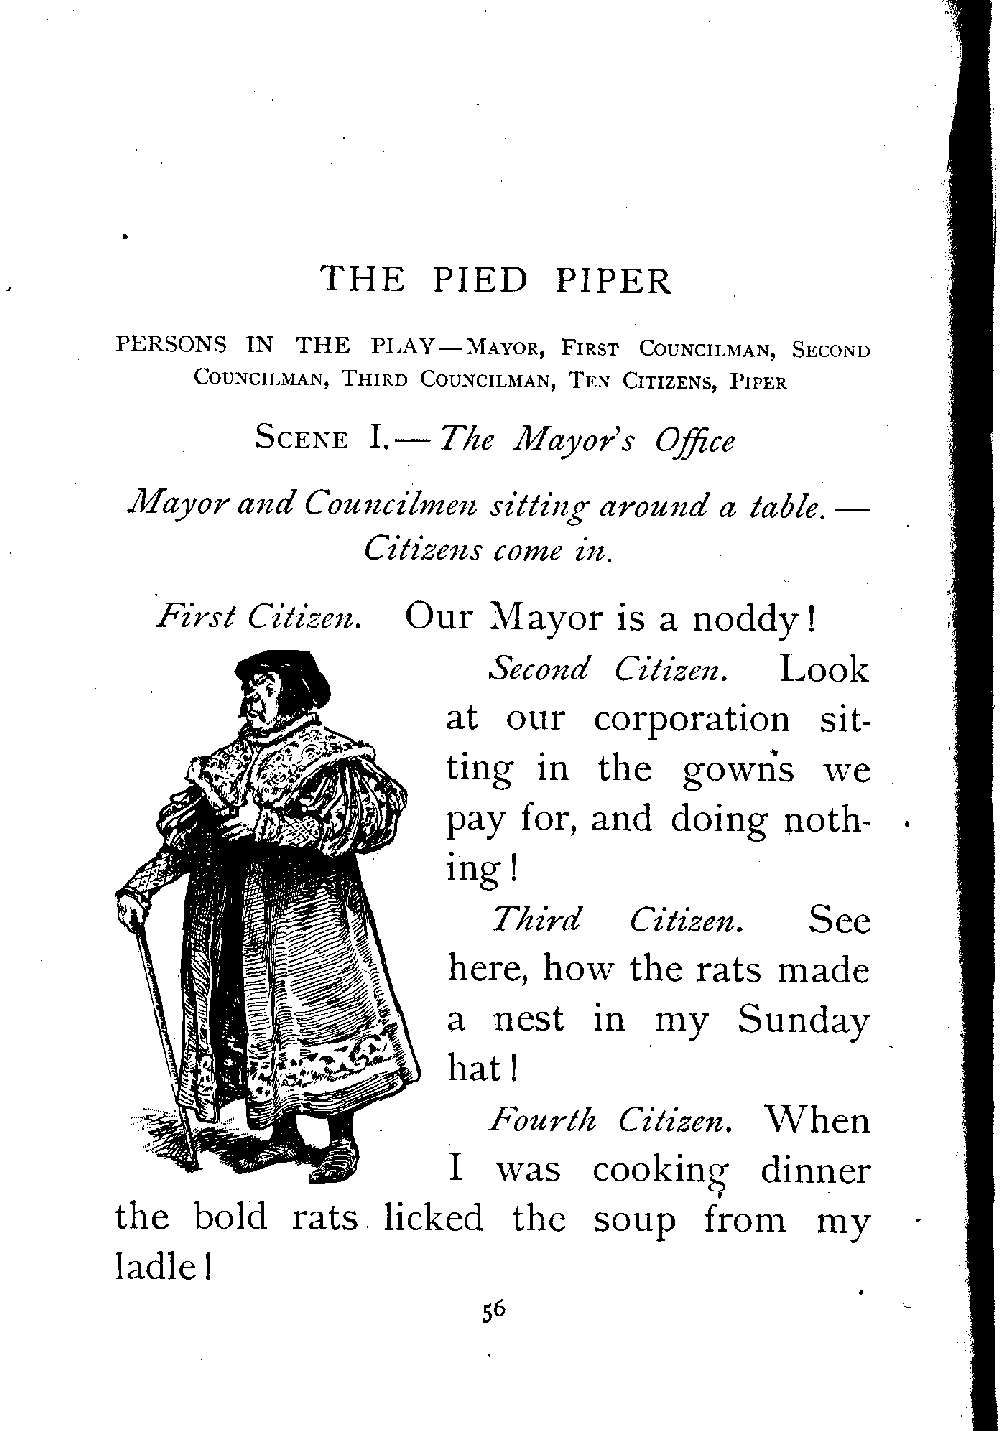 THE PIED PIPER
PERSONS IN THE PLAY—MAYOR, FIRST COUNCILMAN, SECOND
COUNCILMAN, THIRD COUNCILMAN, TEN CITIZENS, PIPER
SCENE I.— The Mayor's Office
Mayor and Councilmen sitting around a table. —
Citizens come in.
First Citizen. Our Mayor is a noddy!
Second Citizen. Look
at our corporation sit-
ting in the gowns we
pay for, and doing noth-
ing!
Third Citizen. See
here, how the rats made
a nest in my Sunday
hat!
Fourth Citizen. When
I was cooking dinner
the bold rats licked the soup from my
ladle!
56